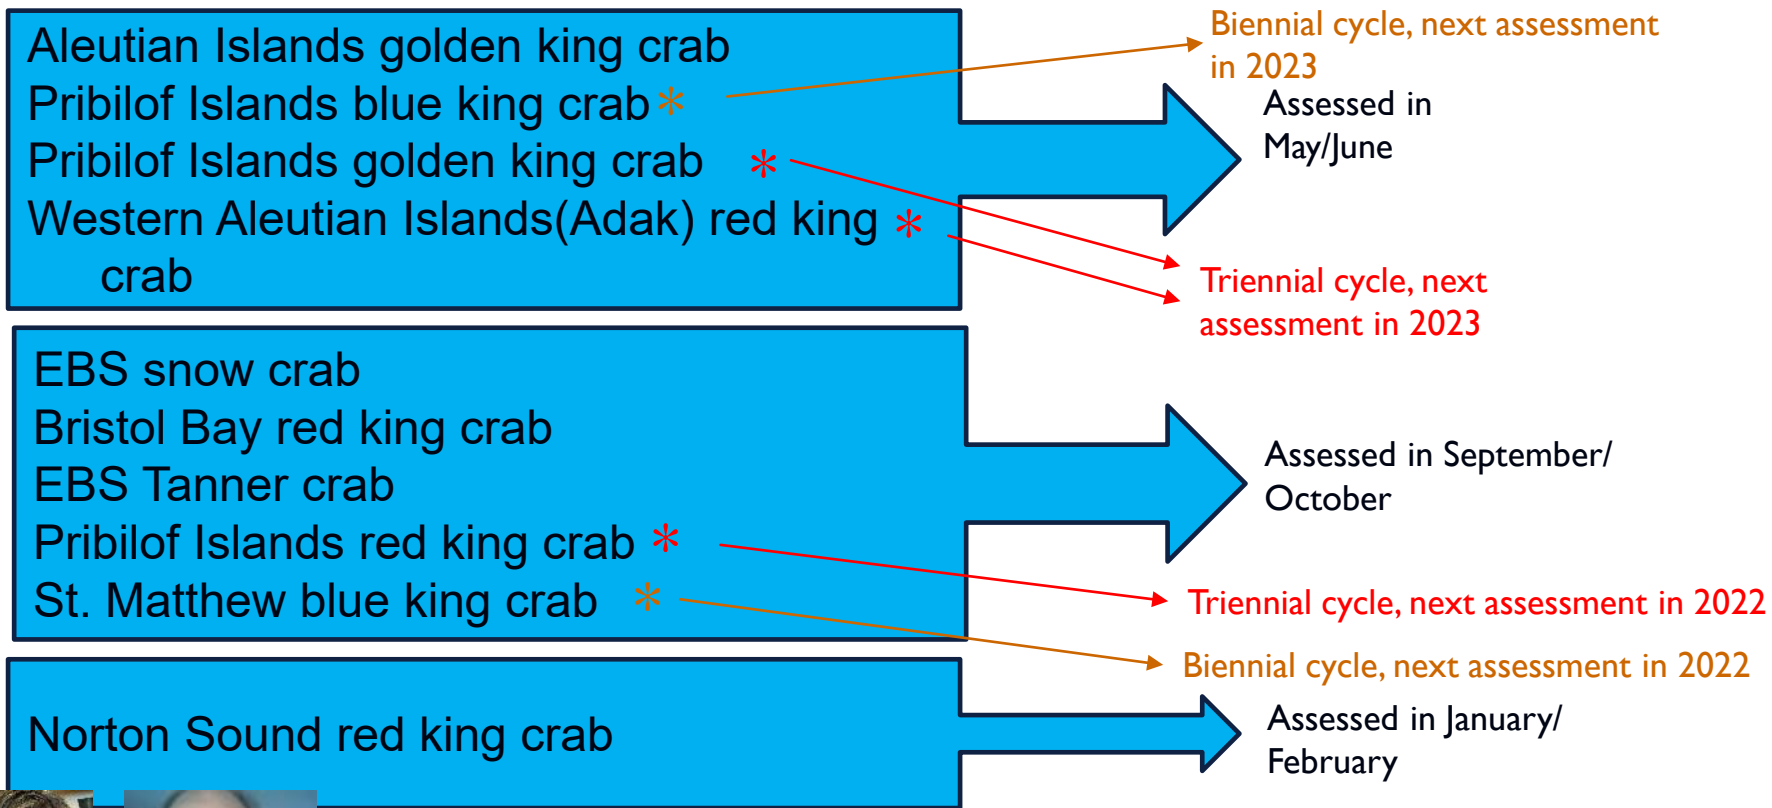 Aleutian Islands golden king crab
Pribilof Islands blue king crab*
Pribilof Islands golden king crab *
Western Aleutian Islands(Adak) red king *
crab
Biennial cycle, next assessment
in 2023
Assessed in
May/June
Triennial cycle, next
assessment in 2023
EBS snow crab
Bristol Bay red king crab
EBS Tanner crab
Pribilof Islands red king crab *
St. Matthew blue king crab *
Assessed in September/
October
Triennial cycle, next assessment in 2022
Biennial cycle, next assessment in 2022
Norton Sound red king crab
Assessed in January/
February